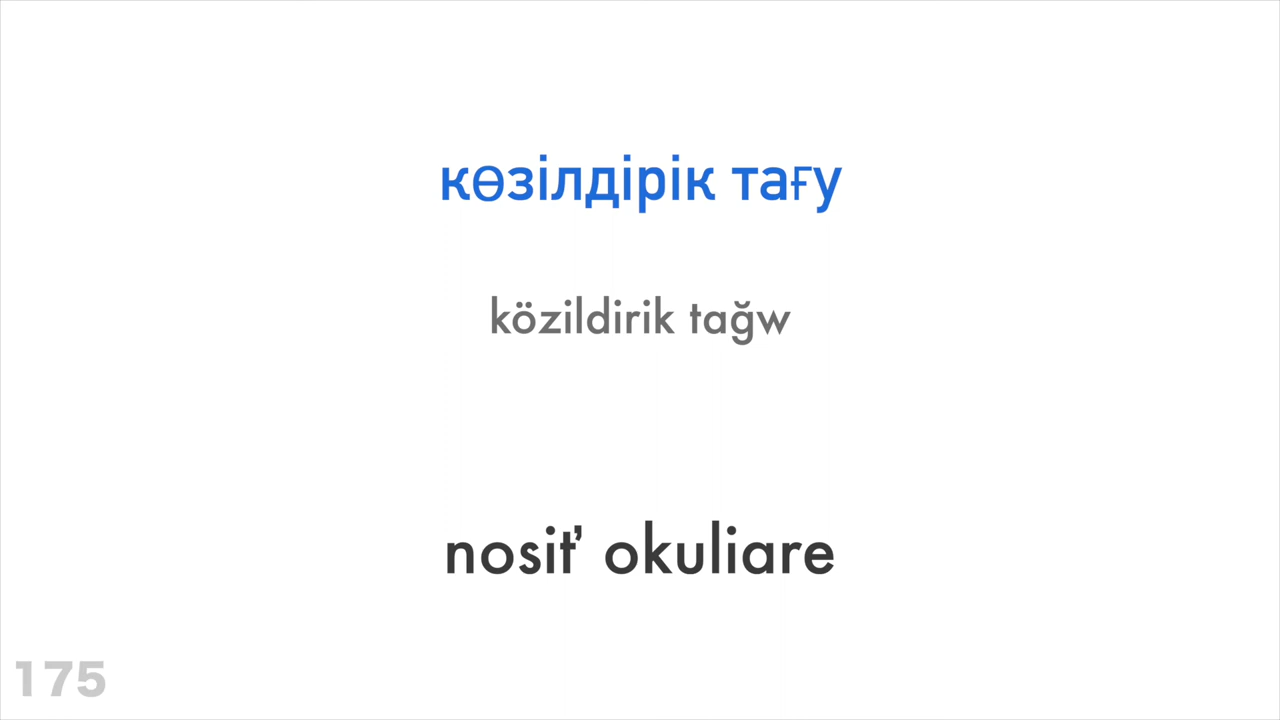 көзілдірік тағу
közildirik tağw
nosiť okuliare
175